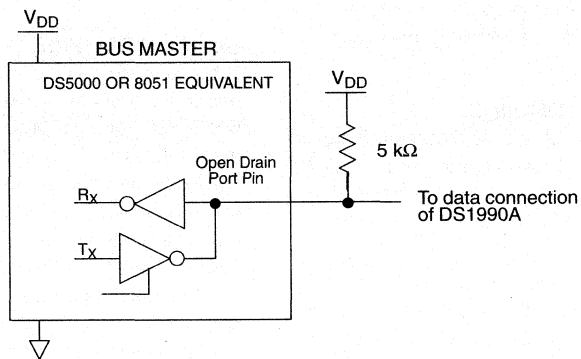 VDD
BUS MASTER
DS5000 OR 8051 EQUIVALENT
VDD
5 kΩ
Open Drain
Port Pin
RX
TX
To data connection
of DS1990A